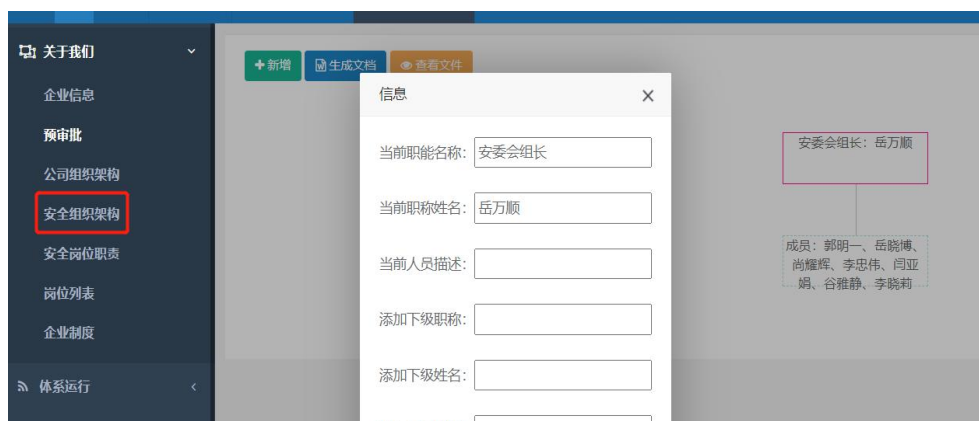 关于我们
企业信息
预审批
公司组织架构
安全组织架构
安全岗位职责
岗位列表
企业制度
体系运行
新增
生成文档
查看文件
信息
当前职能名称：安委会组长
当前职称姓名：岳万顺
当前人员描述：
添加下级职称：
添加下级姓名：
安委会组长：岳万顺
成员：郭明一、岳晓博、
尚耀辉、李忠伟、闫亚
娟、谷雅静、李晓莉